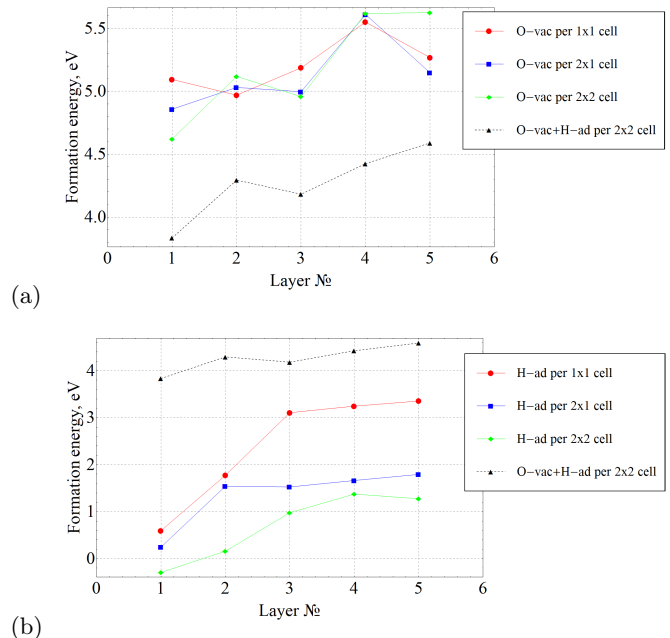 Formation energy, eV
5.5
5.0
4.5
4.0
0 1 2 3 4 5 6
Layer №
O−vac per 1x1 cell
O−vac per 2x1 cell
O−vac per 2x2 cell
O−vac+H−ad per 2x2 cell
(a)
Formation energy, eV
4
3
2
1
0
0 1 2 3 4 5 6
Layer №
H−ad per 1x1 cell
H−ad per 2x1 cell
H−ad per 2x2 cell
O−vac+H−ad per 2x2 cell
(b)